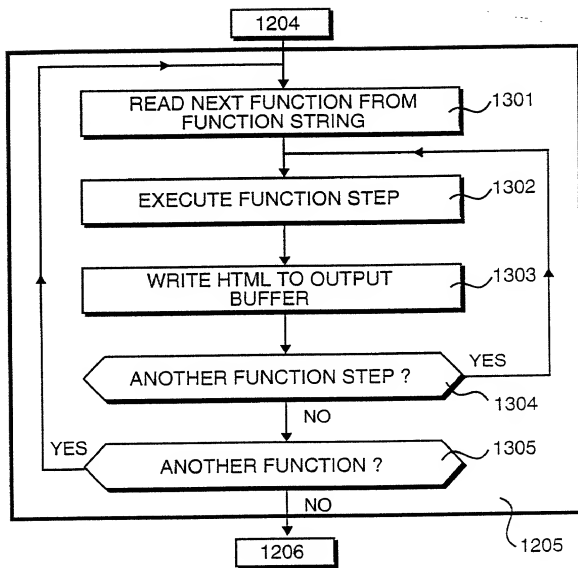 1204
READ NEXT FUNCTION FROM
FUNCTION STRING
1301
EXECUTE FUNCTION STEP
1302
WRITE HTML TO OUTPUT
BUFFER
1303
ANOTHER FUNCTION STEP ?
YES
1304
NO
YES
ANOTHER FUNCTION ?
1305
NO
1205
1206